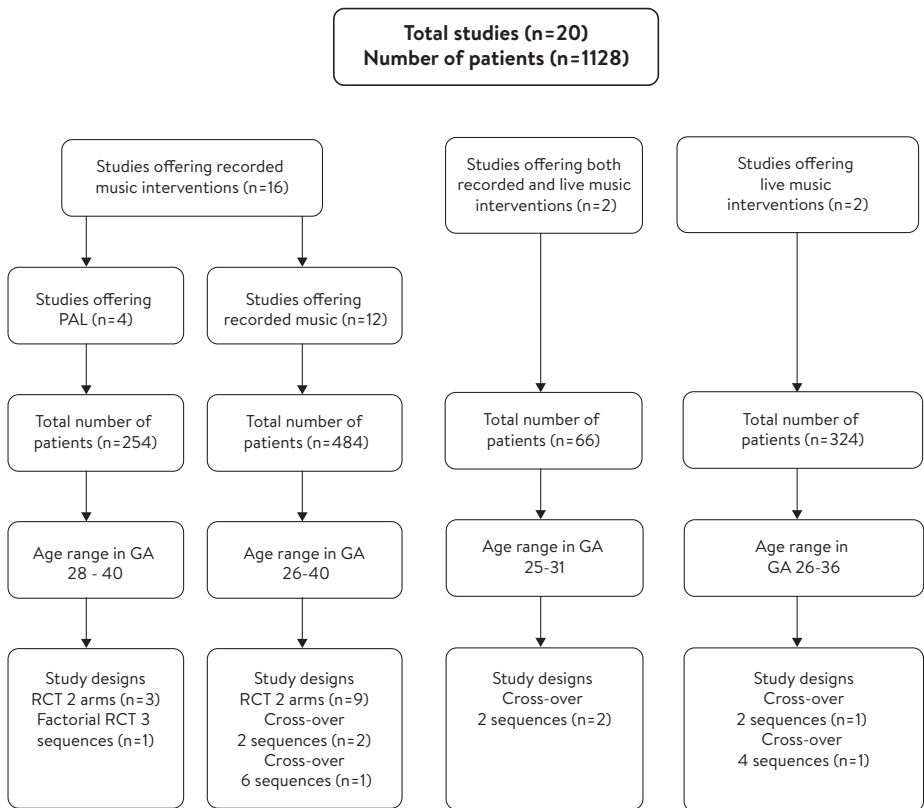 Total studies (n=20)
Number of patients (n=1128)
Studies offering recorded
music interventions (n=16)
Studies offering both
recorded and live music
interventions (n=2)
Studies offering
live music
interventions (n=2)
Studies offering
PAL (n=4)
Studies offering
recorded music (n=12)
Total number of
patients (n=254)
Total number of
patients (n=484)
Total number of
patients (n=66)
Total number of
patients (n=324)
Age range in GA
28 - 40
Age range in GA
26-40
Age range in GA
25-31
Age range in
GA 26-36
Study designs
RCT 2 arms (n=3)
Factorial RCT 3
sequences (n=1)
Study designs
RCT 2 arms (n=9)
Cross-over
2 sequences (n=2)
Cross-over
6 sequences (n=1)
Study designs
Cross-over
2 sequences (n=2)
Study designs
Cross-over
2 sequences (n=1)
Cross-over
4 sequences (n=1)